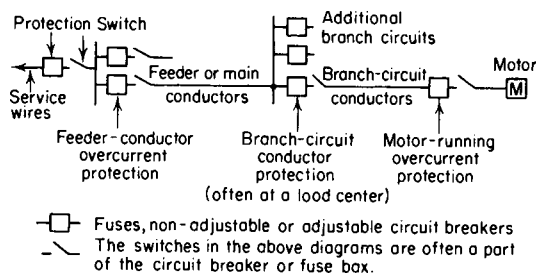 Protection Switch
Service
wires
Feeder or main
conductors
Additional
branch circuits
Branch-circuit
conductors
Motor
M
Feeder-conductor
overcurrent
protection
Branch-circuit
conductor
protection
(often at a load center)
Motor-running
overcurrent
protection
Fuses, non-adjustable or adjustable circuit breakers
The switches in the above diagrams are often a part
of the circuit breaker or fuse box.